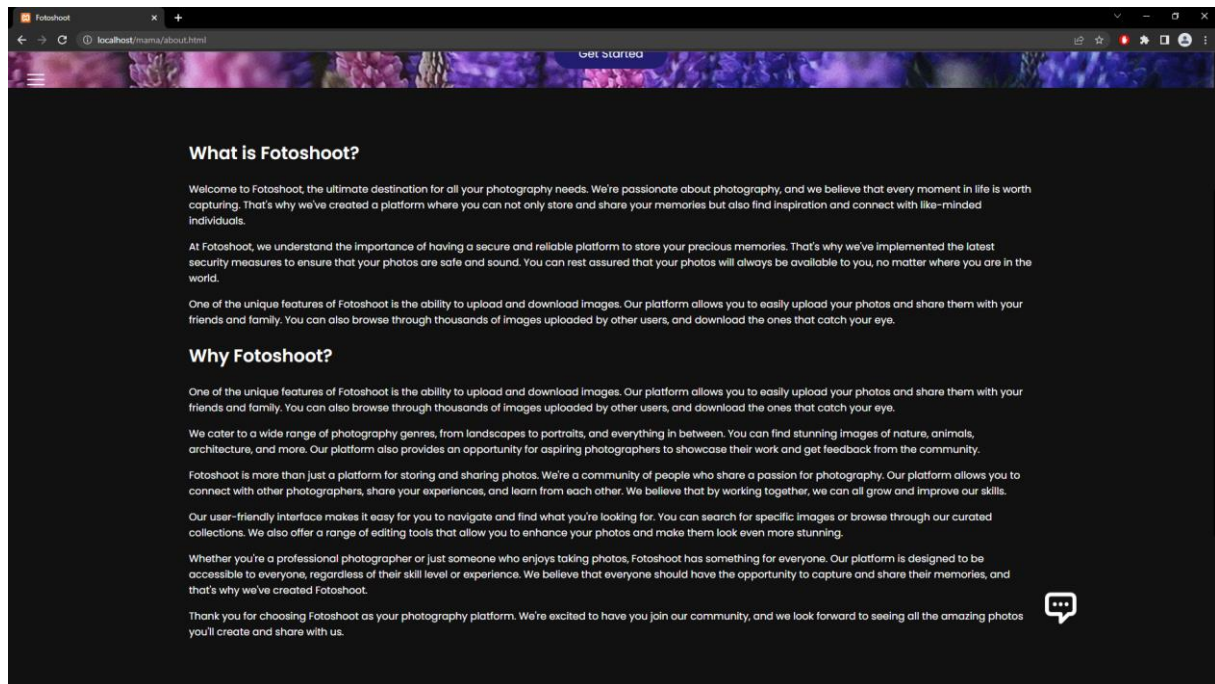 Fotoshoot
localhost/mama/about.html
Get Started
What is Fotoshoot?
Welcome to Fotoshoot, the ultimate destination for all your photography needs. We're passionate about photography, and we believe that every moment in life is worth
capturing. That's why we've created a platform where you can not only store and share your memories but also find inspiration and connect with like-minded
individuals.
At Fotoshoot, we understand the importance of having a secure and reliable platform to store your precious memories. That's why we've implemented the latest
security measures to ensure that your photos are safe and sound. You can rest assured that your photos will always be available to you, no matter where you are in the
world.
One of the unique features of Fotoshoot is the ability to upload and download images. Our platform allows you to easily upload your photos and share them with your
friends and family. You can also browse through thousands of images uploaded by other users, and download the ones that catch your eye.
Why Fotoshoot?
One of the unique features of Fotoshoot is the ability to upload and download images. Our platform allows you to easily upload your photos and share them with your
friends and family. You can also browse through thousands of images uploaded by other users, and download the ones that catch your eye.
We cater to a wide range of photography genres, from landscapes to portraits, and everything in between. You can find stunning images of nature, animals,
architecture, and more. Our platform also provides an opportunity for aspiring photographers to showcase their work and get feedback from the community.
Fotoshoot is more than just a platform for storing and sharing photos. We're a community of people who share a passion for photography. Our platform allows you to
connect with other photographers, share your experiences, and learn from each other. We believe that by working together, we can all grow and improve our skills.
Our user-friendly interface makes it easy for you to navigate and find what you're looking for. You can search for specific images or browse through our curated
collections. We also offer a range of editing tools that allow you to enhance your photos and make them look even more stunning.
Whether you're a professional photographer or just someone who enjoys taking photos, Fotoshoot has something for everyone. Our platform is designed to be
accessible to everyone, regardless of their skill level or experience. We believe that everyone should have the opportunity to capture and share their memories, and
that's why we've created Fotoshoot.
Thank you for choosing Fotoshoot as your photography platform. We're excited to have you join our community, and we look forward to seeing all the amazing photos
you'll create and share with us.